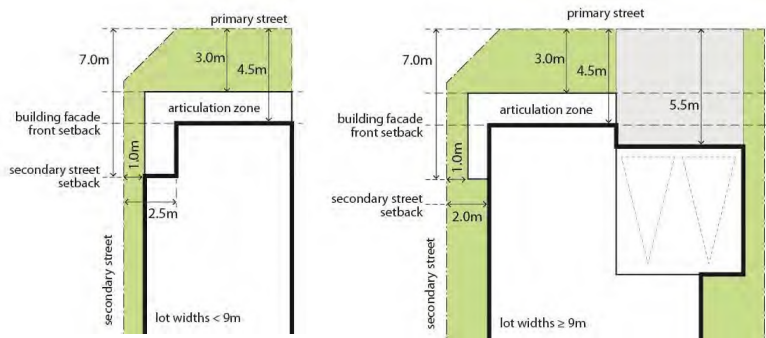 primary street
7.0m
3.0m
4.5m
articulation zone
building facade
front setback
1.0m
secondary street
setback
2.5m
secondary street
lot widths < 9m
primary street
7.0m
3.0m
4.5m
5.5m
articulation zone
building facade
front setback
1.0m
secondary street
setback
2.0m
secondary street
lot widths ≥ 9m